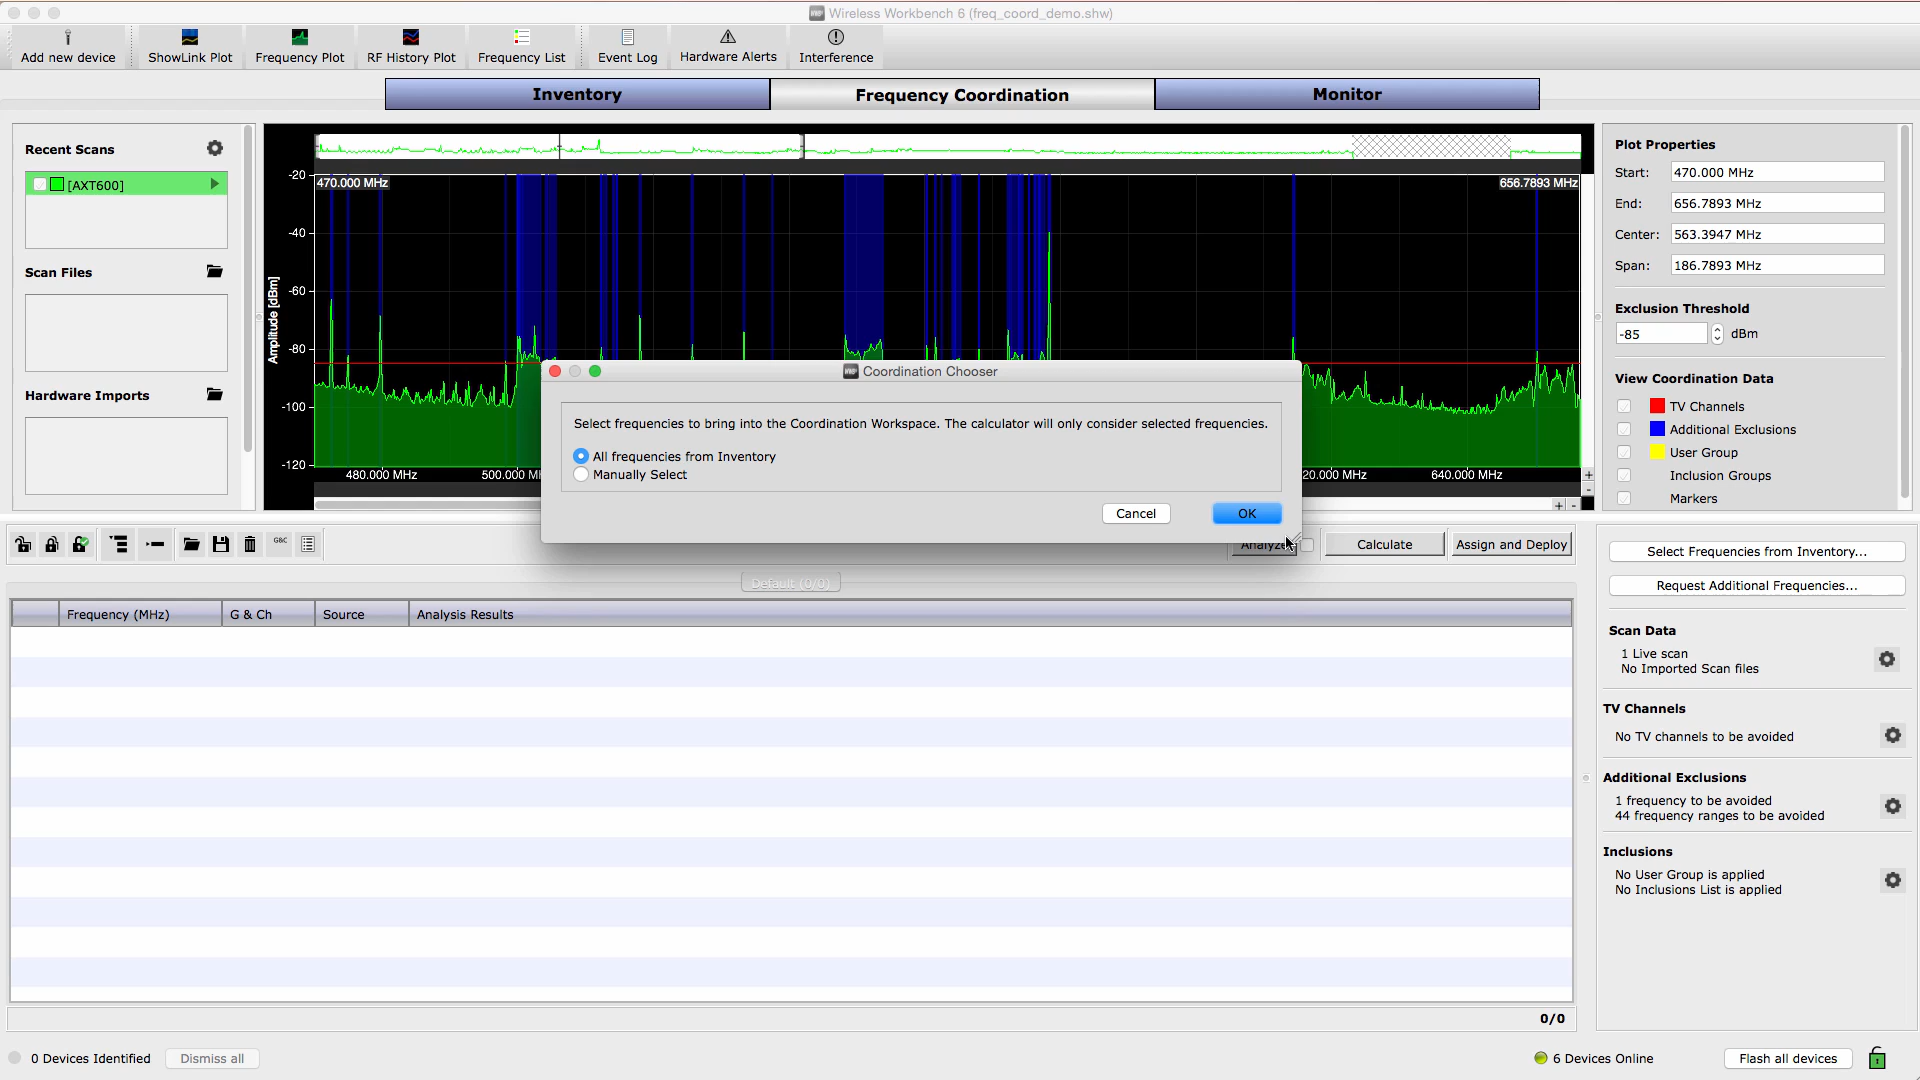 Wireless Workbench 6 (freq_coord_demo.shw)
Add new device
ShowLink Plot
Frequency Plot
RF History Plot
Frequency List
Event Log
Hardware Alerts
Interference
Inventory
Frequency Coordination
Monitor
Recent Scans
[AXT600]
Scan Files
Hardware Imports
Amplitude [dBm]
-20
-40
-60
-80
-100
-120
470.000 MHz
656.7893 MHz
480.000 MHz
500.000 M
20.000 MHz
640.000 MHz
+
-
+ -
Plot Properties
Start: 470.000 MHz
End: 656.7893 MHz
Center: 563.3947 MHz
Span: 186.7893 MHz
Exclusion Threshold
-85 dBm
View Coordination Data
TV Channels
Additional Exclusions
User Group
Inclusion Groups
Markers
Coordination Chooser
Select frequencies to bring into the Coordination Workspace. The calculator will only consider selected frequencies.
All frequencies from Inventory
Manually Select
Cancel
OK
G&C
Analyze
Calculate
Assign and Deploy
Default (0/0)
Frequency (MHz)
G & Ch
Source
Analysis Results
0/0
Select Frequencies from Inventory...
Request Additional Frequencies...
Scan Data
1 Live scan
No Imported Scan files
TV Channels
No TV channels to be avoided
Additional Exclusions
1 frequency to be avoided
44 frequency ranges to be avoided
Inclusions
No User Group is applied
No Inclusions List is applied
0 Devices Identified
Dismiss all
6 Devices Online
Flash all devices